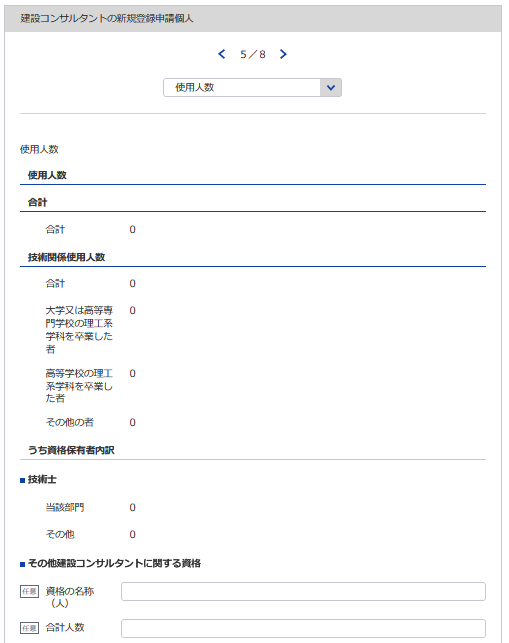 建設コンサルタントの新規登録申請個人
5／8
使用人数
使用人数
使用人数
合計
合計 0
技術関係使用人数
合計 0
大学又は高等専 0
門学校の理工系
学科を卒業した
者
高等学校の理工 0
系学科を卒業し
た者
その他の者 0
うち資格保有者内訳
技術士
当該部門 0
その他 0
その他建設コンサルタントに関する資格
任意 資格の名称
（人）
任意 合計人数